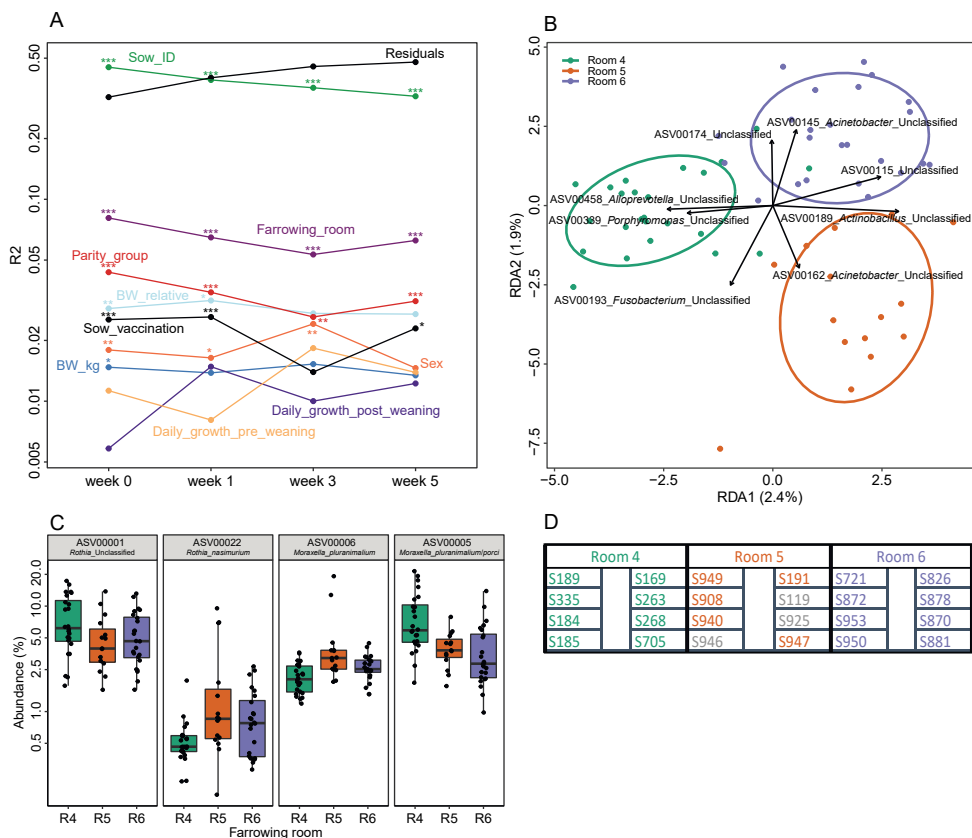 A
R2
0.50
0.20
0.10
0.05
0.02
0.01
0.005
***
Sow_ID
***
***
***
Residuals
***
***
***
***
Farrowing_room
Parity_group
***
***
***
**
BW_relative
*
***
***
Sow_vaccination
**
*
**
**
*
BW_kg
*
Sex
Daily_growth_post_weaning
Daily_growth_pre_weaning
week 0
week 1
week 3
week 5
B
RDA2 (1.9%)
5.0
2.5
0.0
−2.5
−5.0
−7.5
Room 4
Room 5
Room 6
ASV00145_Acinetobacter_Unclassified
ASV00174_Unclassified
ASV00115_Unclassified
ASV00458_Alloprevotella_Unclassified
ASV00389_Porphyromonas_Unclassified
ASV00189_Actinobacillus_Unclassified
ASV00162_Acinetobacter_Unclassified
ASV00193_Fusobacterium_Unclassified
−5.0
−2.5
0.0
2.5
RDA1 (2.4%)
C
ASV00001
Rothia_Unclassified
ASV00022
Rothia_nasimurium
ASV00006
Moraxella_pluranimalium
ASV00005
Moraxella_pluranimalium/porci
Abundance (%)
20.0
10.0
5.0
2.5
1.0
0.5
R4 R5 R6
R4 R5 R6
R4 R5 R6
R4 R5 R6
Farrowing room
D
Room 4 Room 5 Room 6
S189 S169 S949 S191 S721 S826
S335 S263 S908 S119 S872 S878
S184 S268 S940 S925 S953 S870
S185 S705 S946 S947 S950 S881